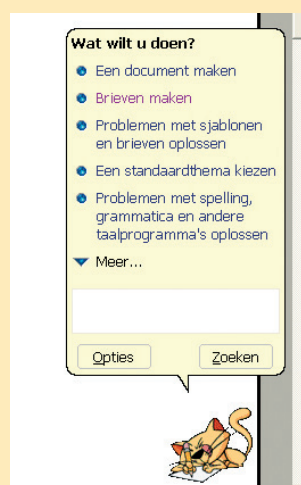 Wat wilt u doen?
Een document maken
Brieven maken
Problemen met sjablonen
en brieven oplossen
Een standaardthema kiezen
Problemen met spelling,
grammatica en andere
taalprogramma's oplossen
Meer...
Opties Zoeken